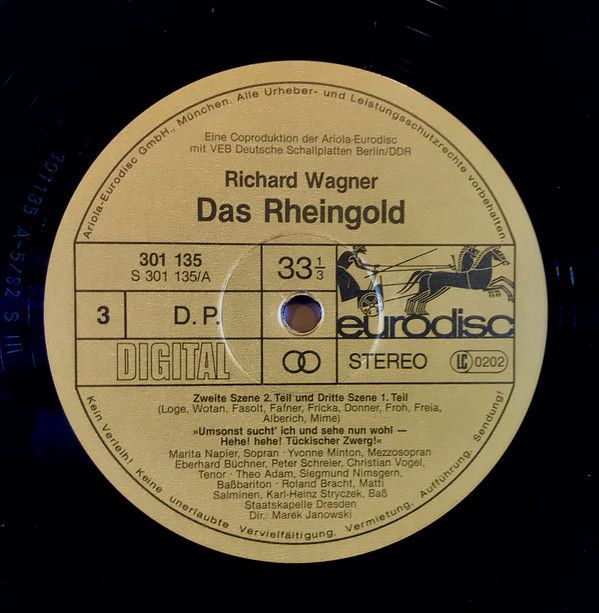 Ariola-Eurodisc GmbH., München. Alle Urheber- und Leistungsschutzrechte vorbehalten
Eine Coproduktion der Ariola-Eurodisc
mit VEB Deutsche Schallplatten Berlin/DDR
Richard Wagner
Das Rheingold
301 135
S 301 135/A
33 1/3
3
D. P.
eurodisc
DIGITAL
STEREO
LC 0202
Zweite Szene 2. Teil und Dritte Szene 1. Teil
(Loge, Wotan, Fasolt, Fafner, Fricka, Donner, Froh, Freia,
Alberich, Mime)
»Umsonst sucht' ich und sehe nun wohl —
Hehe! hehe! Tückischer Zwerg!«
Marita Napier, Sopran · Yvonne Minton, Mezzosopran
Eberhard Büchner, Peter Schreier, Christian Vogel,
Tenor · Theo Adam, Siegmund Nimsgern,
Baßbariton · Roland Bracht, Matti
Salminen, Karl-Heinz Stryczek, Baß
Staatskapelle Dresden
Dir.: Marek Janowski
Kein Verleih! Keine unerlaubte Vervielfältigung, Vermietung, Aufführung, Sendung!